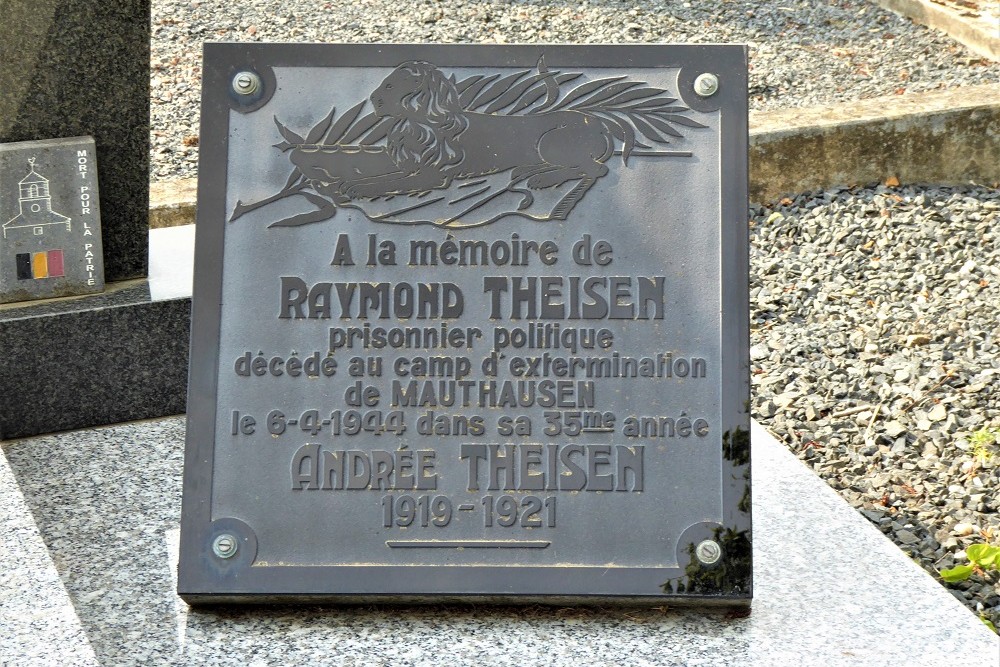 MORT POUR LA PATRIE
A la mémoire de
RAYMOND THEISEN
prisonnier politique
décédé au camp d'extermination
de MAUTHAUSEN
le 6-4-1944 dans sa 35me année
ANDRÉE THEISEN
1919-1921